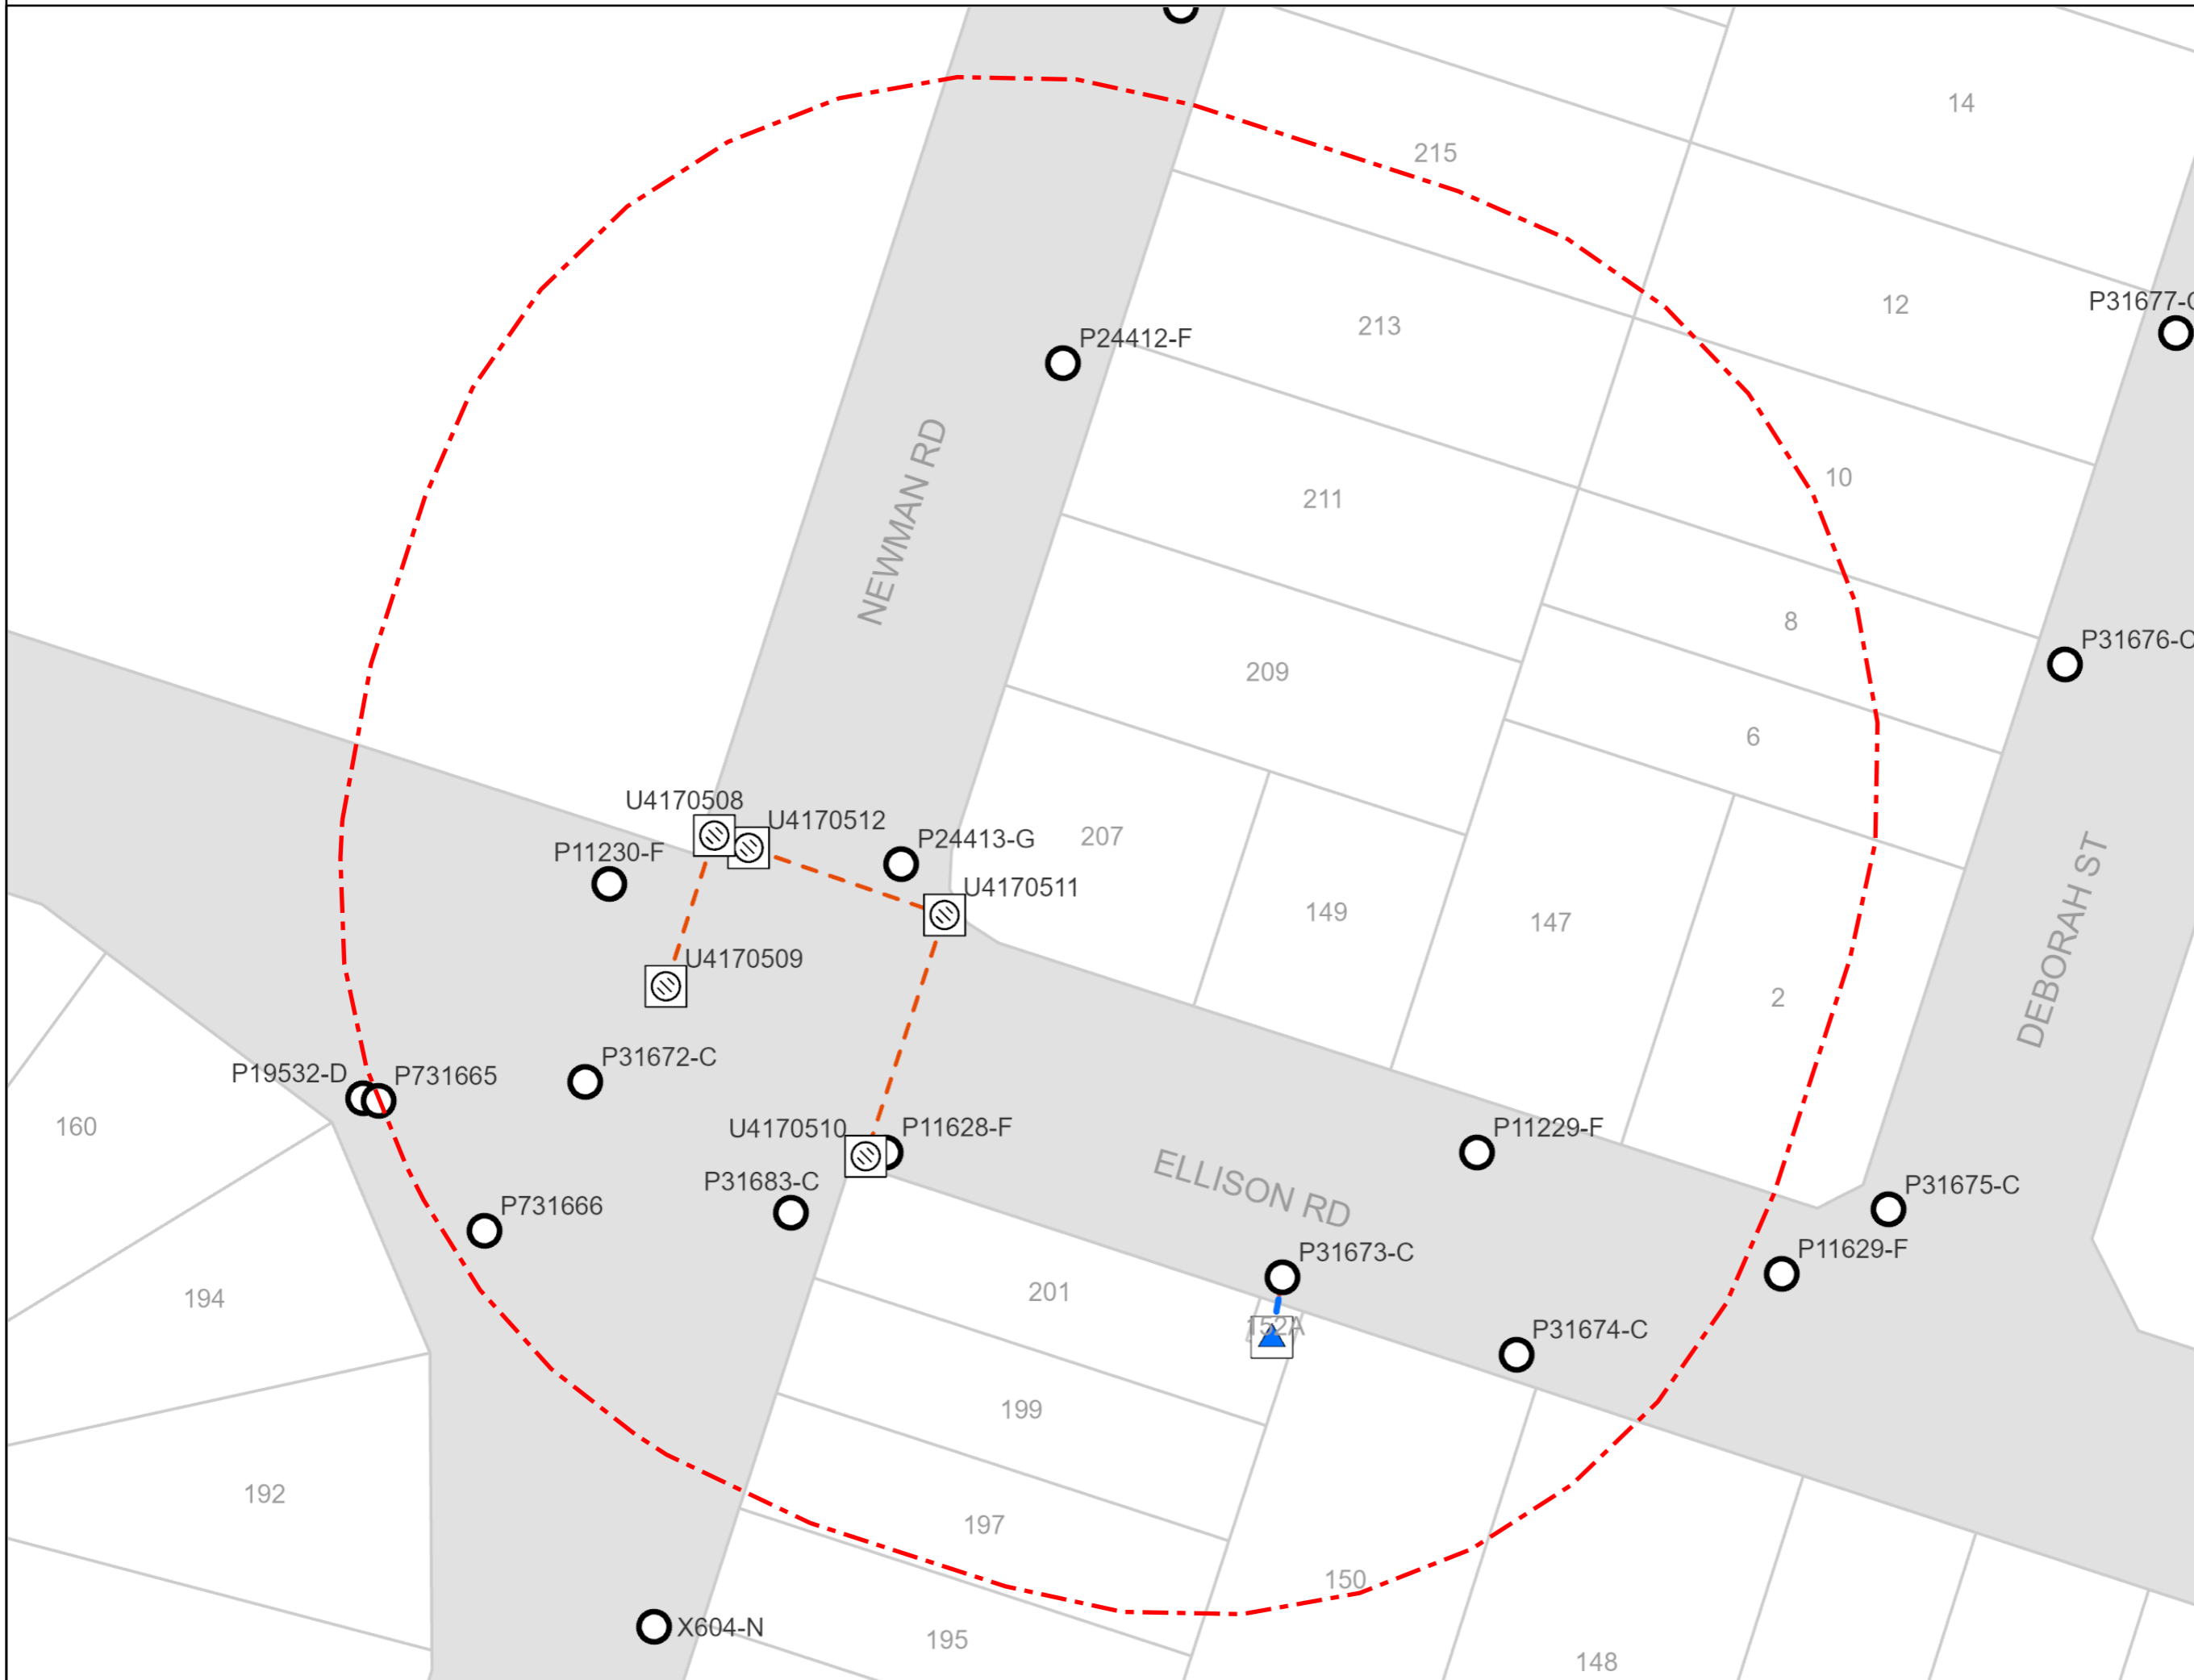 14
215
12
P31677-C
213
P24412-F
10
211
NEWMAN RD
8
P31676-C
209
6
U4170508
U4170512
P24413-G
207
P11230-F
U4170511
149
147
DEBORAH ST
U4170509
2
P31672-C
P19532-D
P731665
160
U4170510
P11628-F
P11229-F
P31683-C
ELLISON RD
P31675-C
P731666
P31673-C
P11629-F
201
194
152A
P31674-C
199
192
197
150
X604-N
195
148